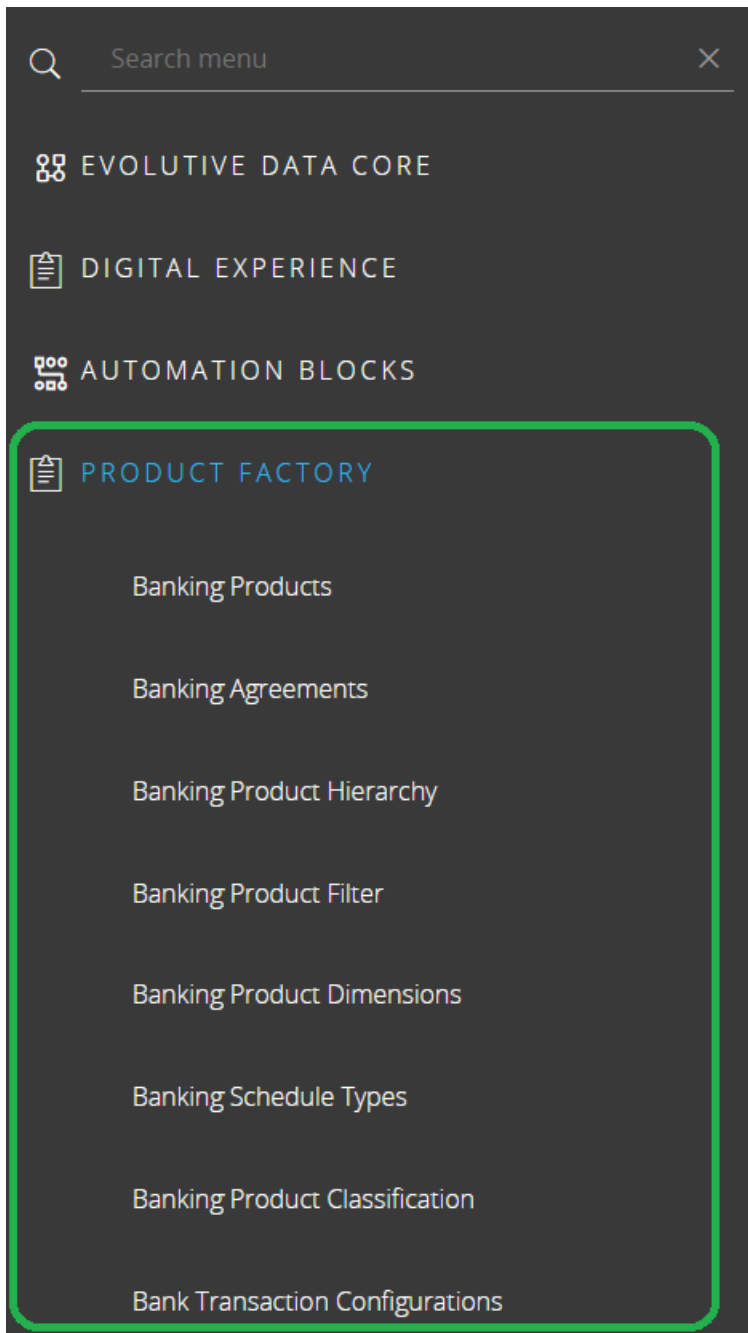 Search menu
EVOLUTIVE DATA CORE
DIGITAL EXPERIENCE
AUTOMATION BLOCKS
PRODUCT FACTORY
Banking Products
Banking Agreements
Banking Product Hierarchy
Banking Product Filter
Banking Product Dimensions
Banking Schedule Types
Banking Product Classification
Bank Transaction Configurations